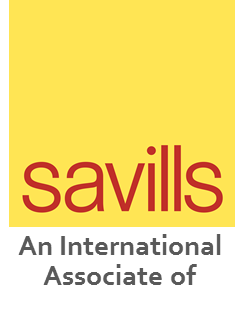 savills
An International
Associate of